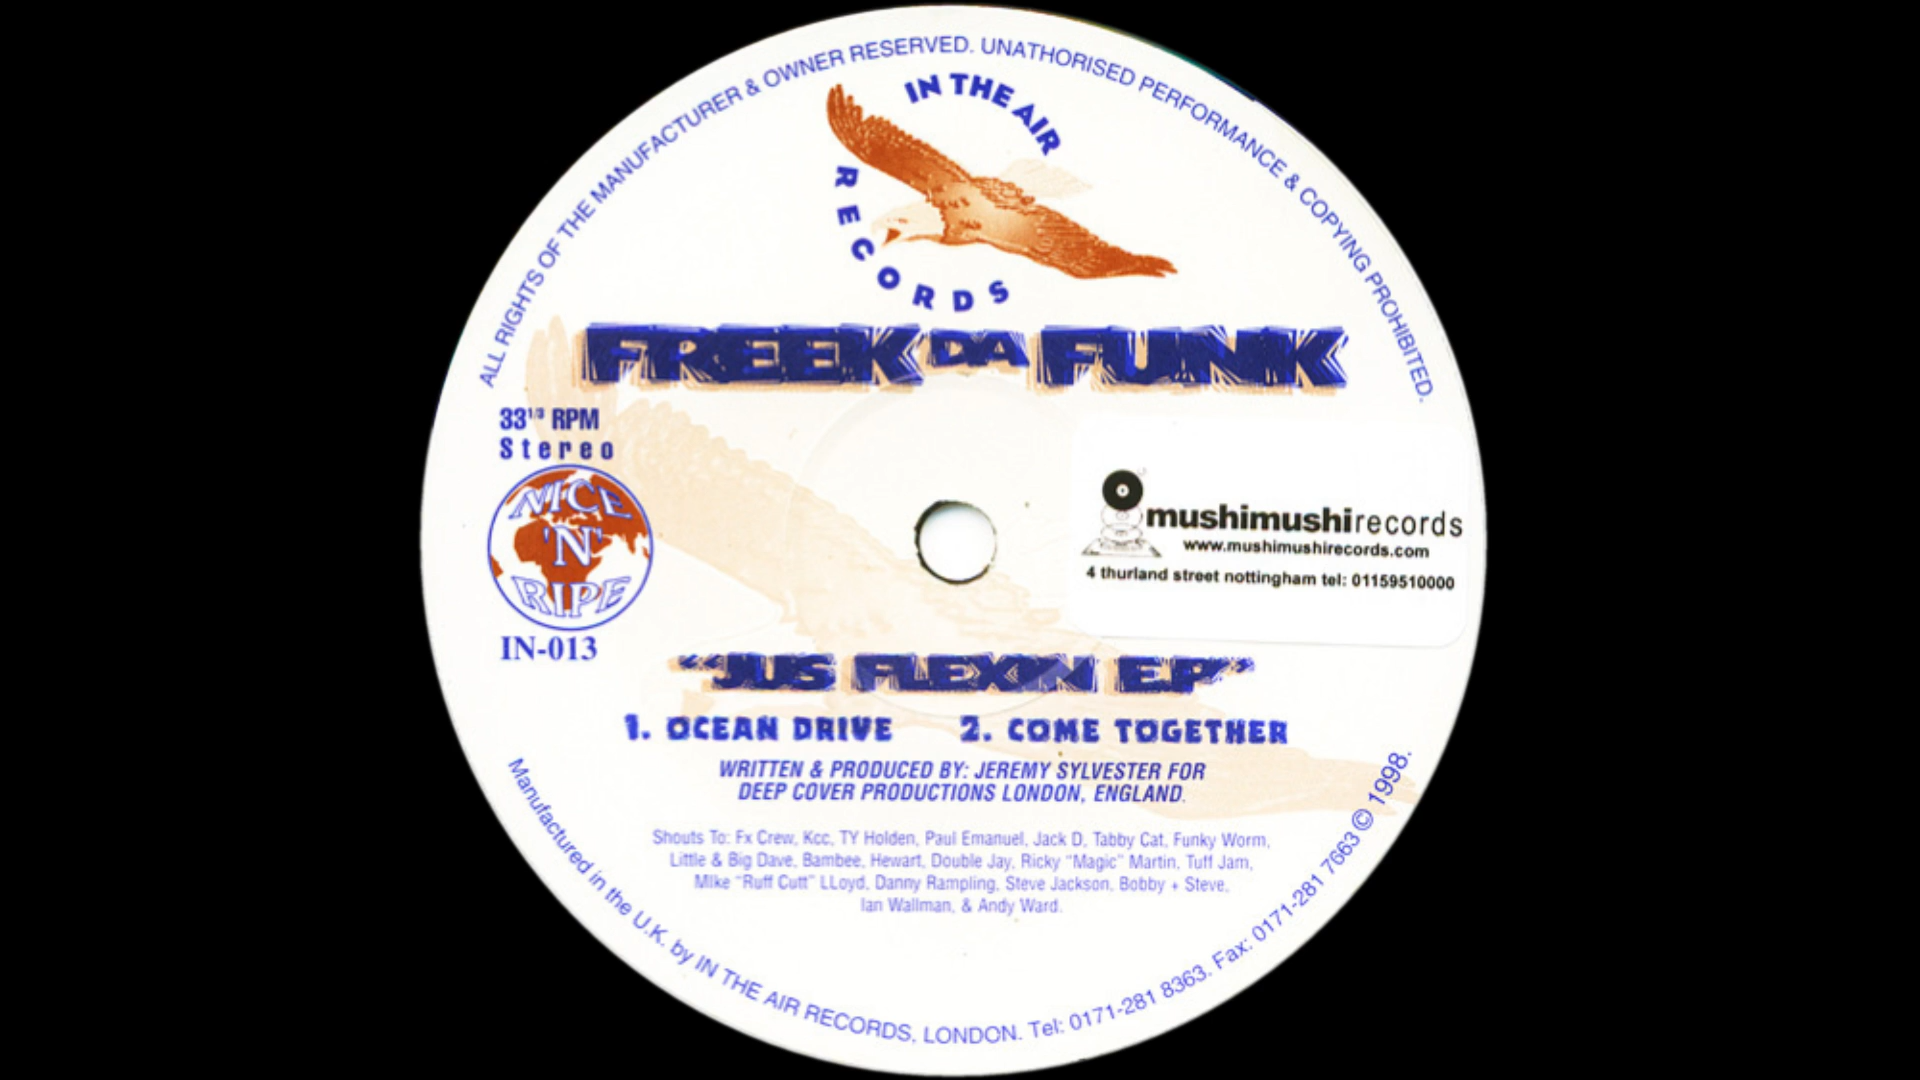 ALL RIGHTS OF THE MANUFACTURER & OWNER RESERVED. UNATHORISED PERFORMANCE & COPYING PROHIBITED.
IN THE AIR
RECORDS
FREEK DA FUNK
33 1/3 RPM
Stereo
NICE
'N'
RIPE
IN-013
mushimushirecords
www.mushimushirecords.com
4 thurland street nottingham tel: 01159510000
"JUS FLEXIN E.P"
1. OCEAN DRIVE 2. COME TOGETHER
WRITTEN & PRODUCED BY: JEREMY SYLVESTER FOR
DEEP COVER PRODUCTIONS LONDON, ENGLAND.
Shouts To: Fx Crew, Kcc, TY Holden, Paul Emanuel, Jack D, Tabby Cat, Funky Worm,
Little & Big Dave, Bambee, Hewart, Double Jay, Ricky "Magic" Martin, Tuff Jam,
MIke "Ruff Cutt" LLoyd, Danny Rampling, Steve Jackson, Bobby + Steve,
Ian Wallman, & Andy Ward.
Manufactured in the U.K. by IN THE AIR RECORDS, LONDON. Tel: 0171-281 8363. Fax: 0171-281 7663 © 1998.